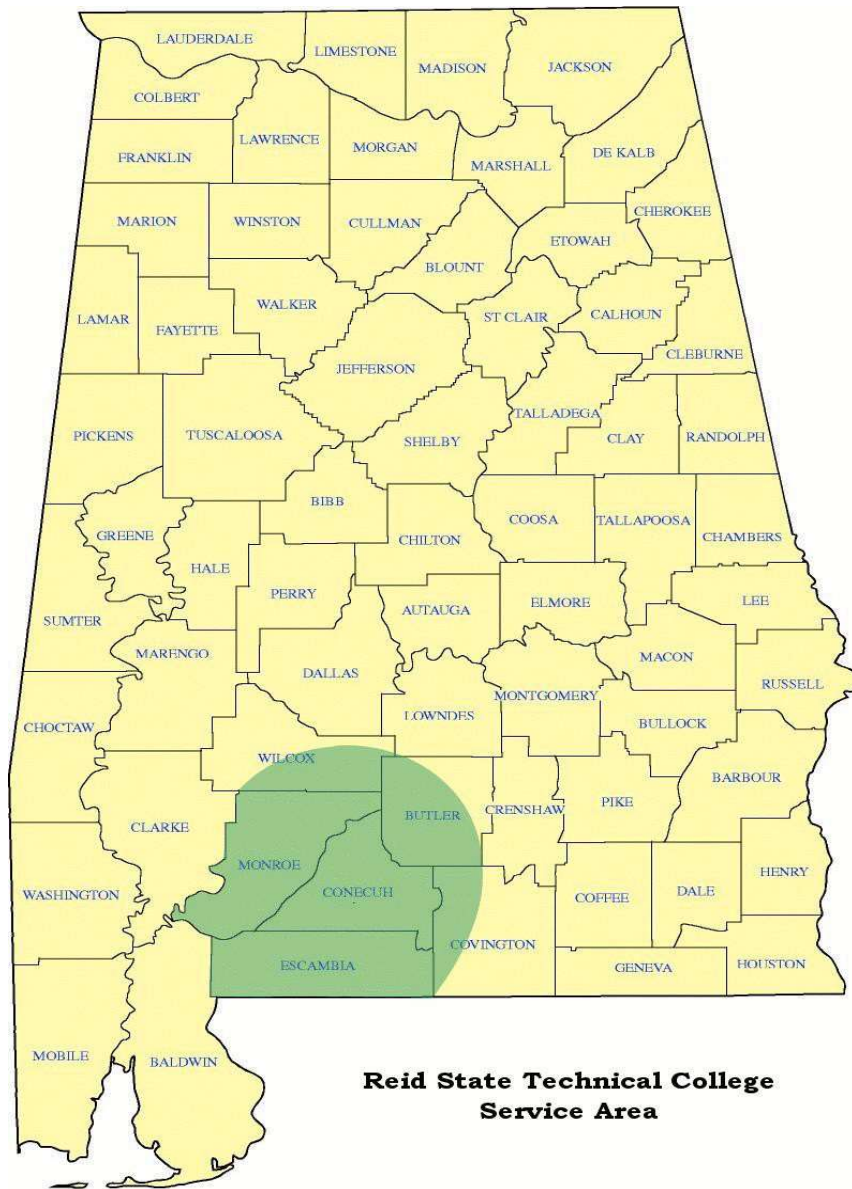 LAUDERDALE
LIMESTONE
MADISON
JACKSON
COLBERT
LAWRENCE
MORGAN
FRANKLIN
MARSHALL
DE KALB
MARION
WINSTON
CULLMAN
CHEROKEE
ETOWAH
BLOUNT
LAMAR
FAYETTE
WALKER
ST CLAIR
CALHOUN
CLEBURNE
JEFFERSON
PICKENS
TUSCALOOSA
SHELBY
TALLADEGA
CLAY
RANDOLPH
BIBB
GREENE
HALE
CHILTON
COOSA
TALLAPOOSA
CHAMBERS
SUMTER
PERRY
AUTAUGA
ELMORE
LEE
MARENGO
DALLAS
MACON
RUSSELL
CHOCTAW
LOWNDES
MONTGOMERY
BULLOCK
WILCOX
BARBOUR
CLARKE
BUTLER
CRENSHAW
PIKE
WASHINGTON
MONROE
CONECUH
COFFEE
DALE
HENRY
COVINGTON
ESCAMBIA
GENEVA
HOUSTON
MOBILE
BALDWIN
Reid State Technical College
Service Area